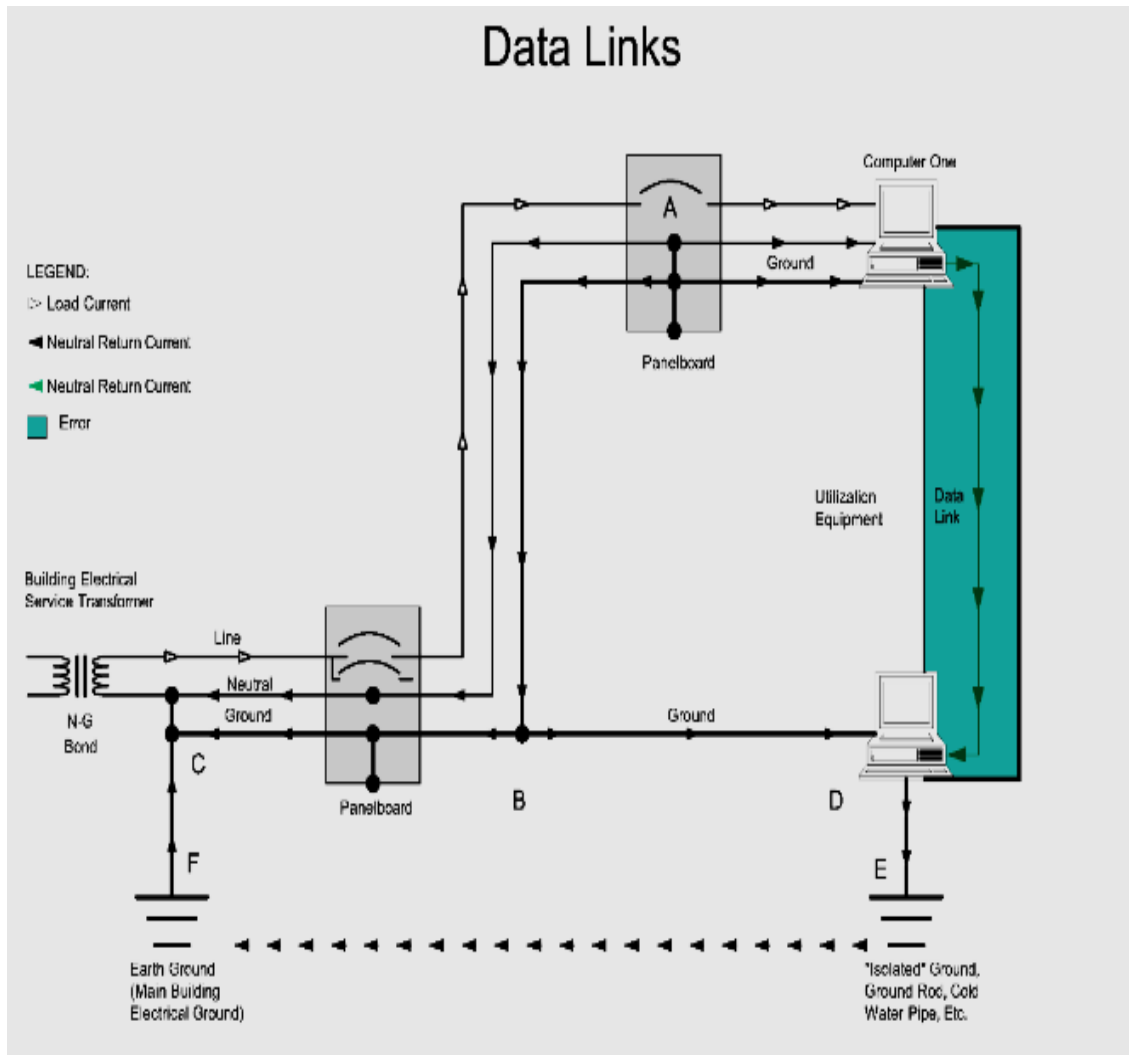 Data Links
Computer One
A
LEGEND:
Load Current
Neutral Return Current
Neutral Return Current
Error
Ground
Panelboard
Utilization
Equipment
Data
Link
Building Electrical
Service Transformer
Line
Neutral
Ground
N-G
Bond
C
Panelboard
B
Ground
D
F
E
Earth Ground
(Main Building
Electrical Ground)
"Isolated" Ground,
Ground Rod, Cold
Water Pipe, Etc.